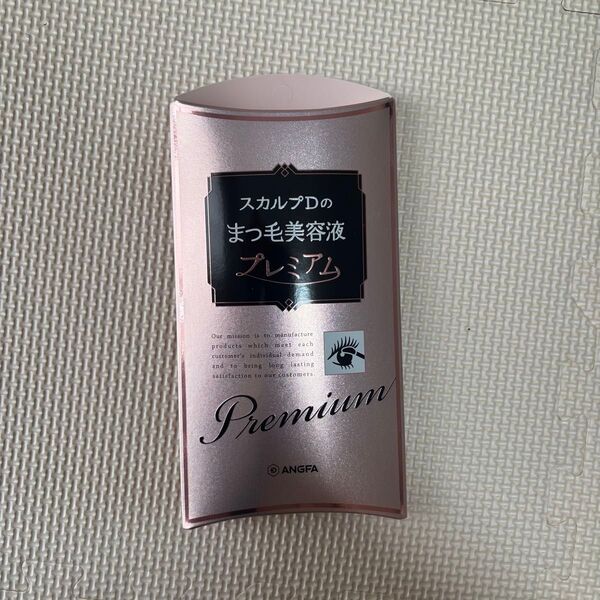 スカルプDの
まつ毛美容液
プレミアム
Our mission is to manufacture
products which meet each
customer's individual demand
and to bring long lasting
satisfaction to our customers.
Premium
ANGFA